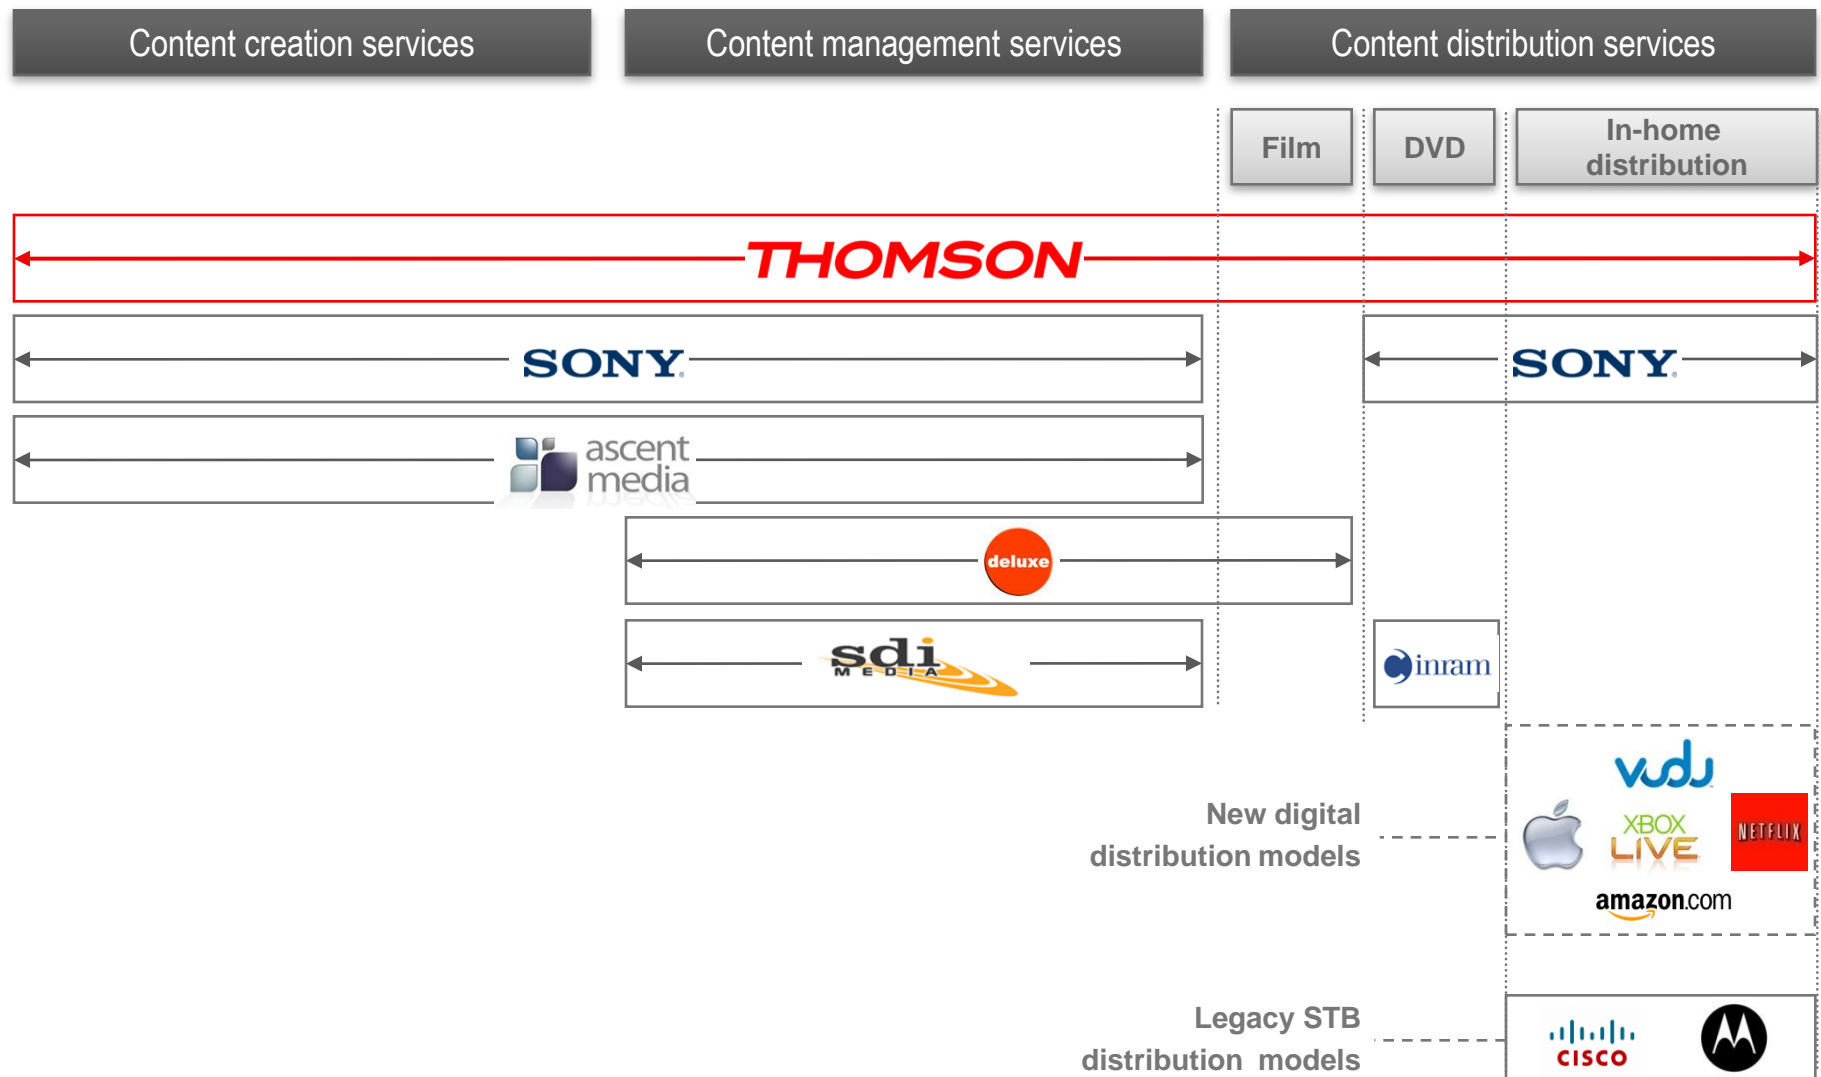 Content creation services
Content management services
Content distribution services
Film
DVD
In-home
distribution
THOMSON
SONY
SONY
ascent
media
deluxe
sdi
MEDIA
Cinram
vudu
New digital
distribution models
XBOX
LIVE
NETFLIX
amazon.com
Legacy STB
distribution models
CISCO